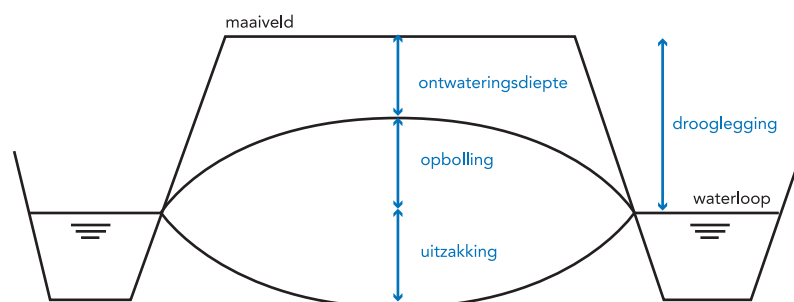 maaiveld
ontwateringsdiepte
drooglegging
opbolling
waterloop
uitzakking